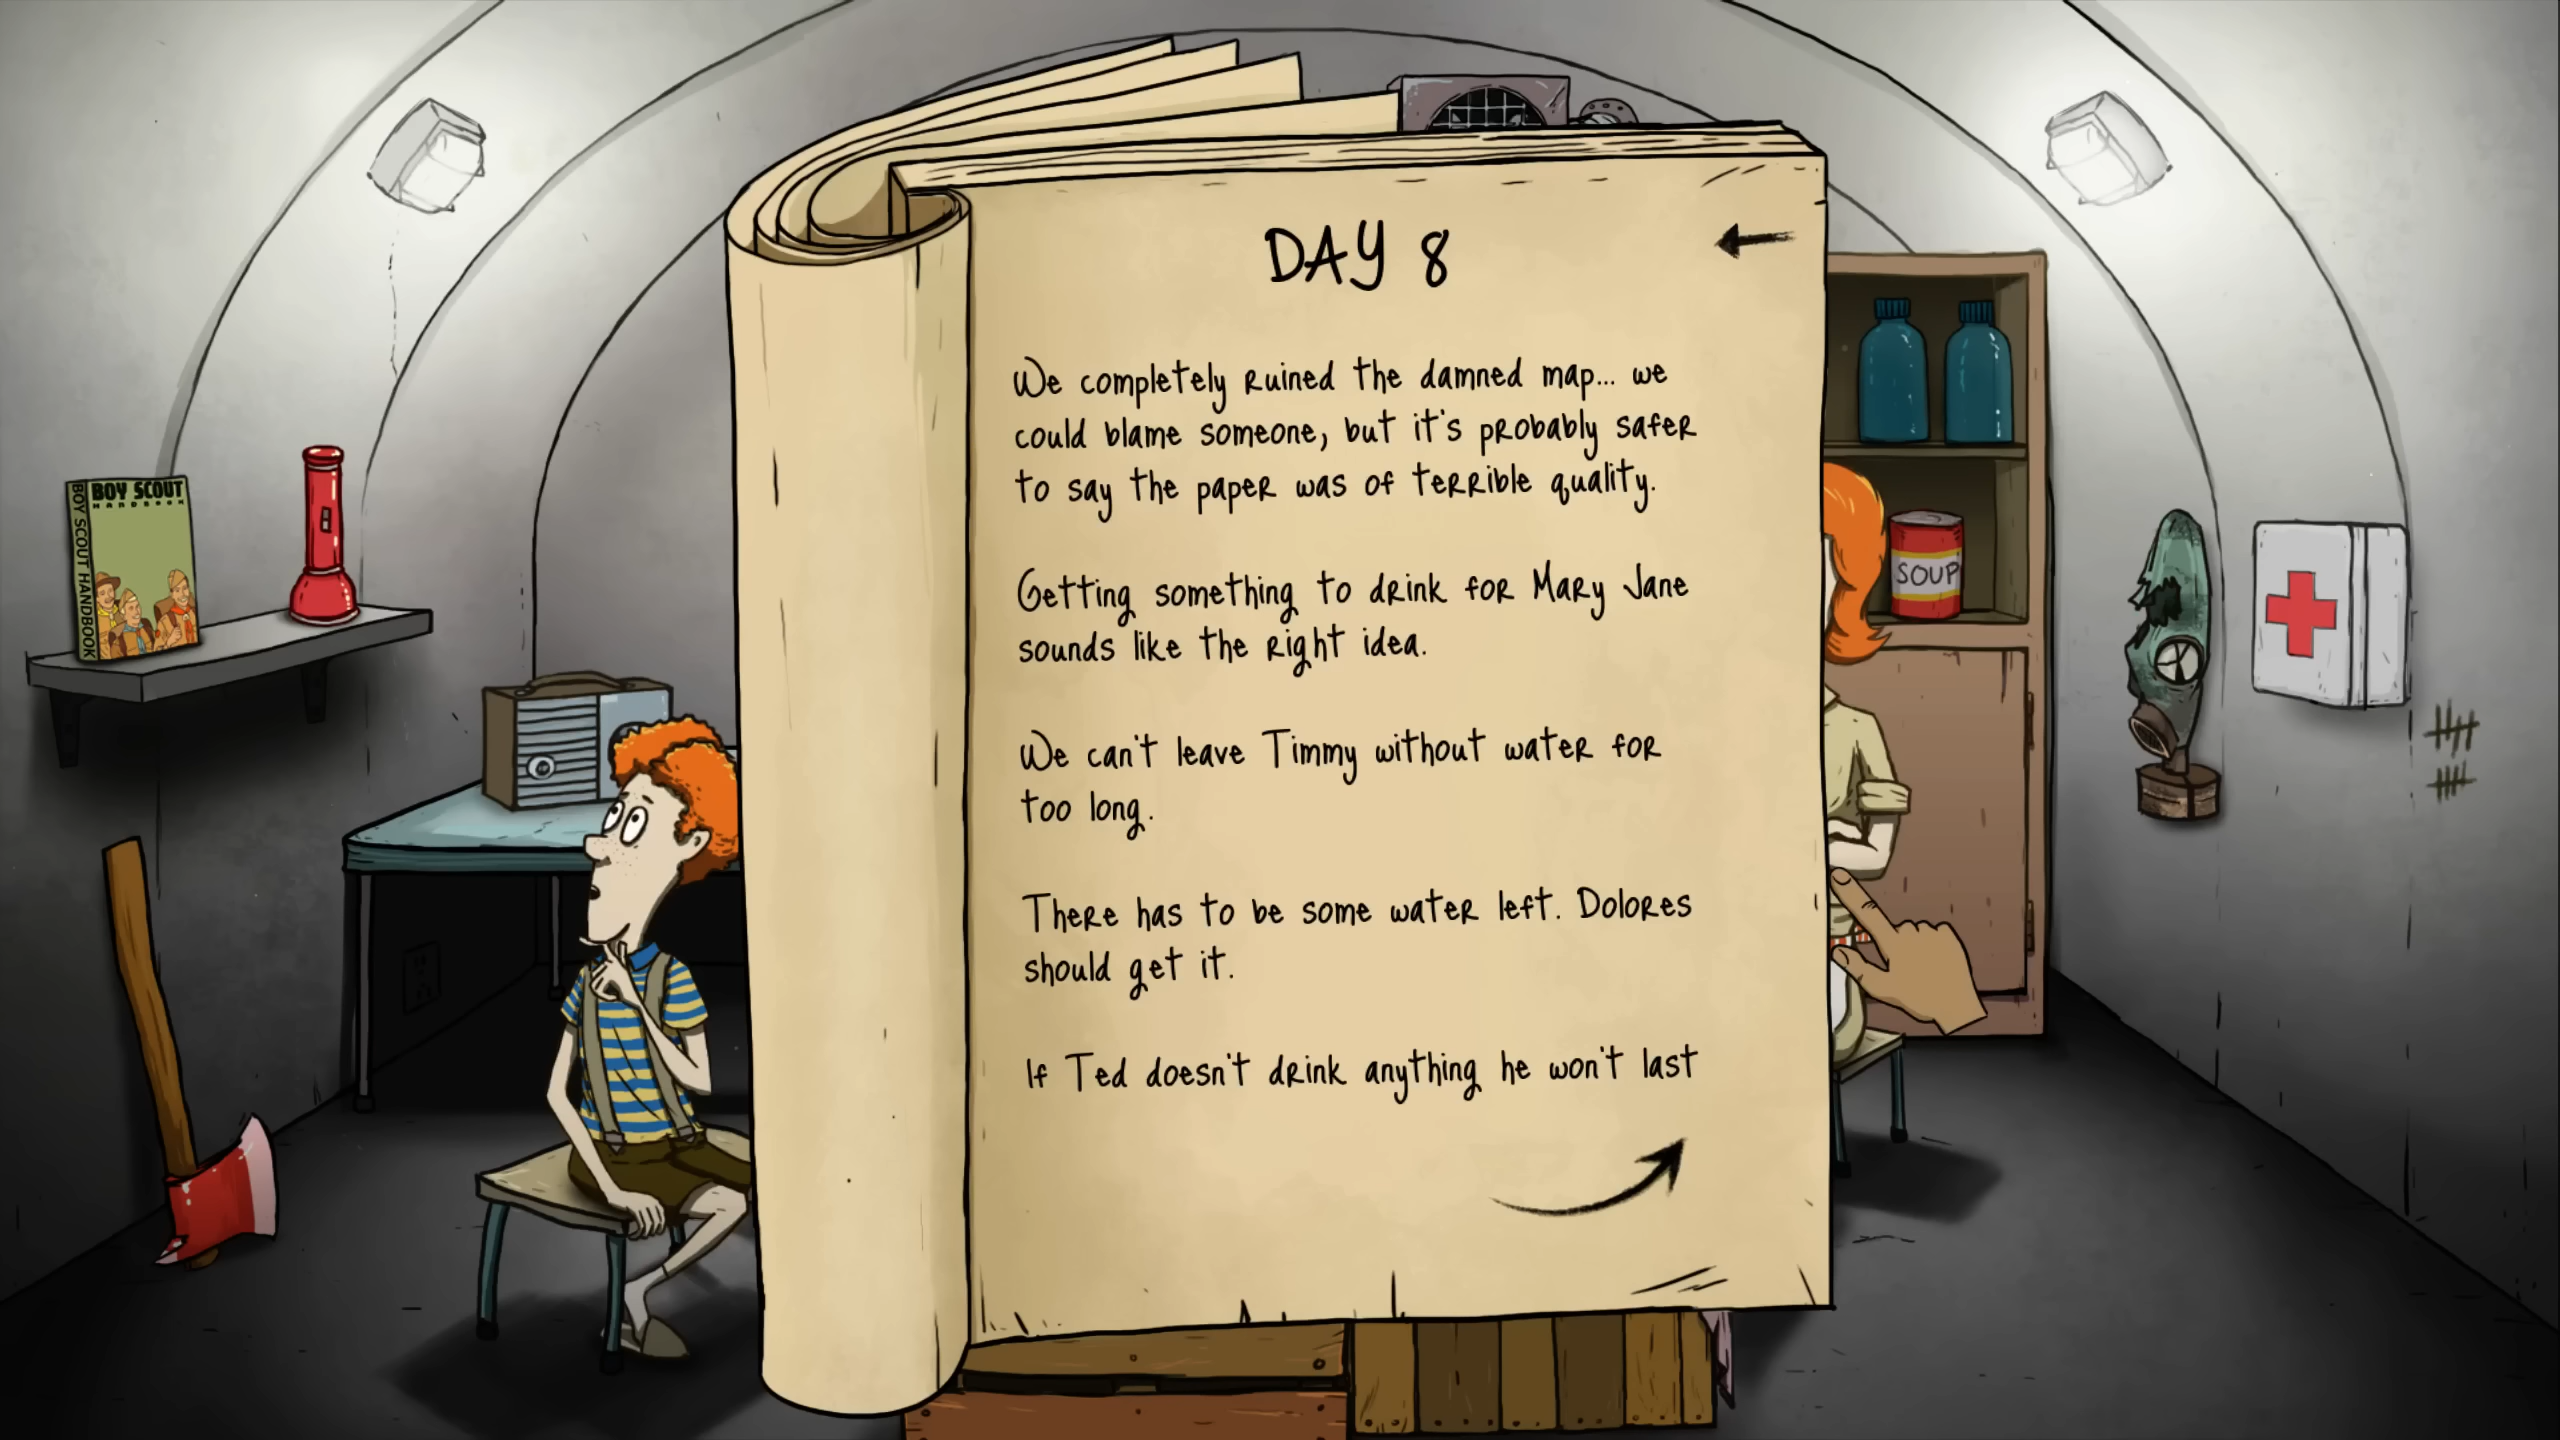 DAY 8
We completely ruined the damned map... we
could blame someone, but it's probably safer
to say the paper was of terrible quality.
Getting something to drink for Mary Jane
sounds like the right idea.
We can't leave Timmy without water for
too long.
There has to be some water left. Dolores
should get it.
If Ted doesn't drink anything he won't last
BOY SCOUT
HANDBOOK
BOY SCOUT HANDBOOK
SOUP